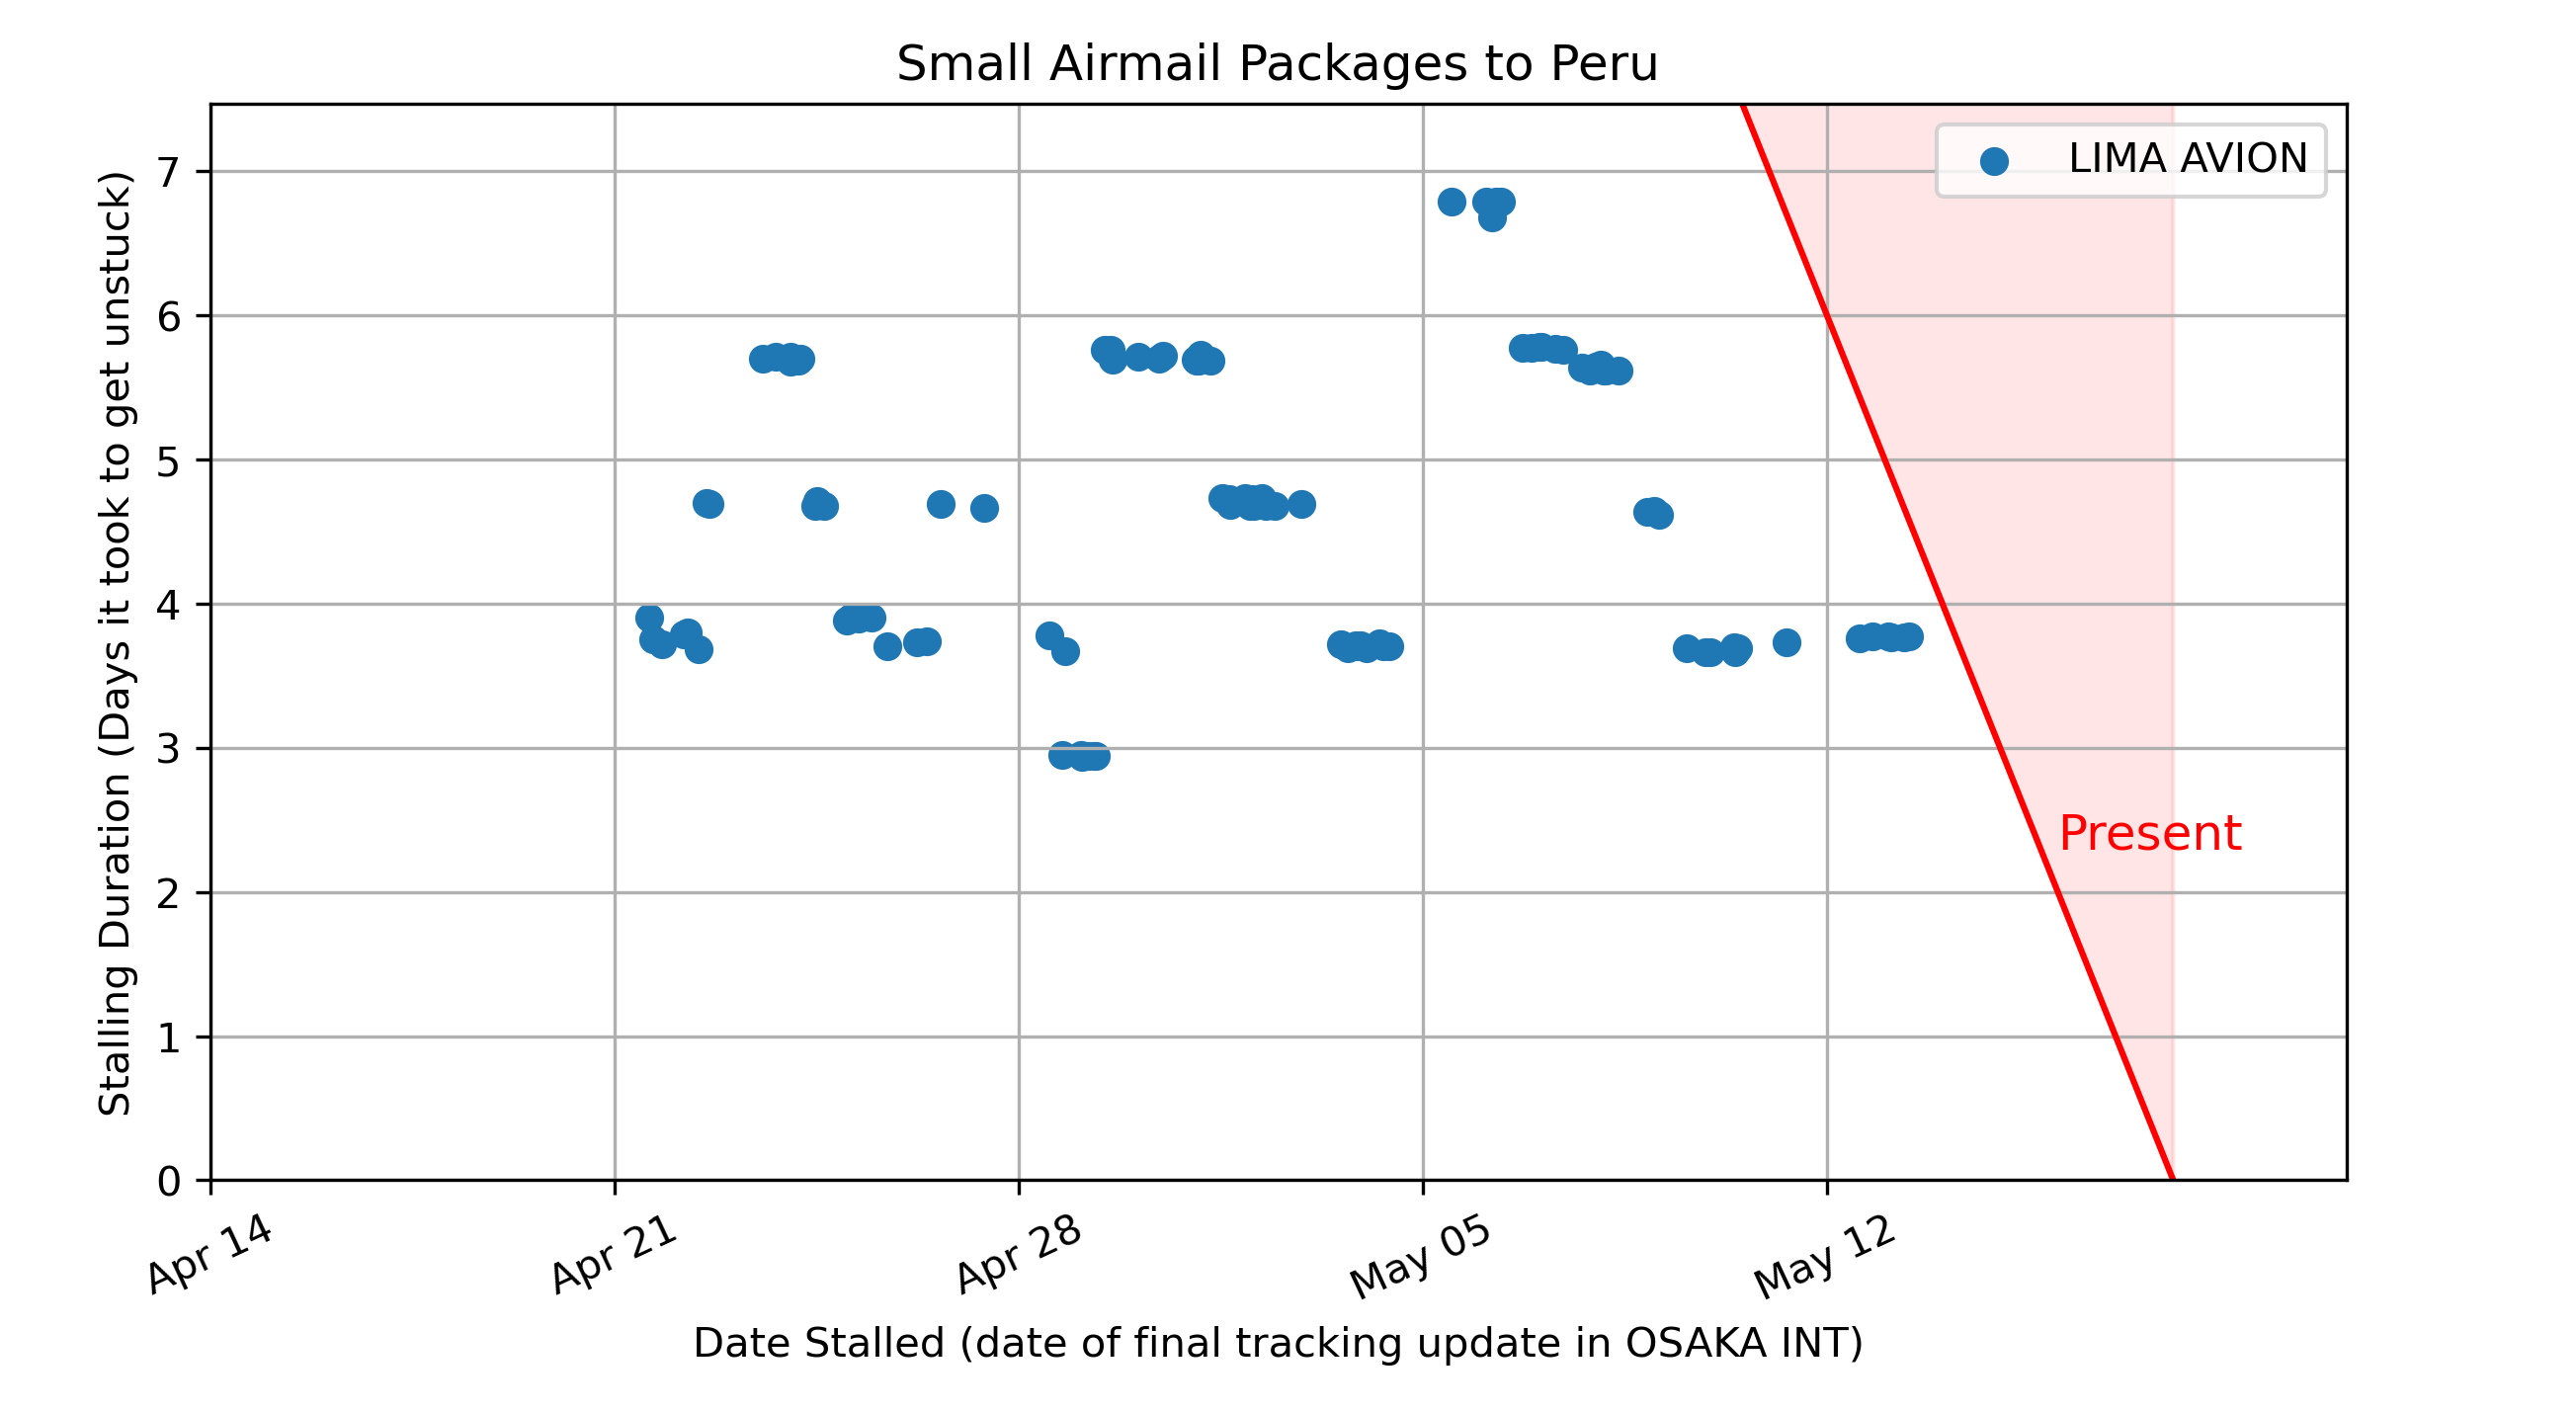 Small Airmail Packages to Peru
LIMA AVION
Stalling Duration (Days it took to get unstuck)
7
6
5
4
3
2
1
0
Present
Apr 14
Apr 21
Apr 28
May 05
May 12
Date Stalled (date of final tracking update in OSAKA INT)